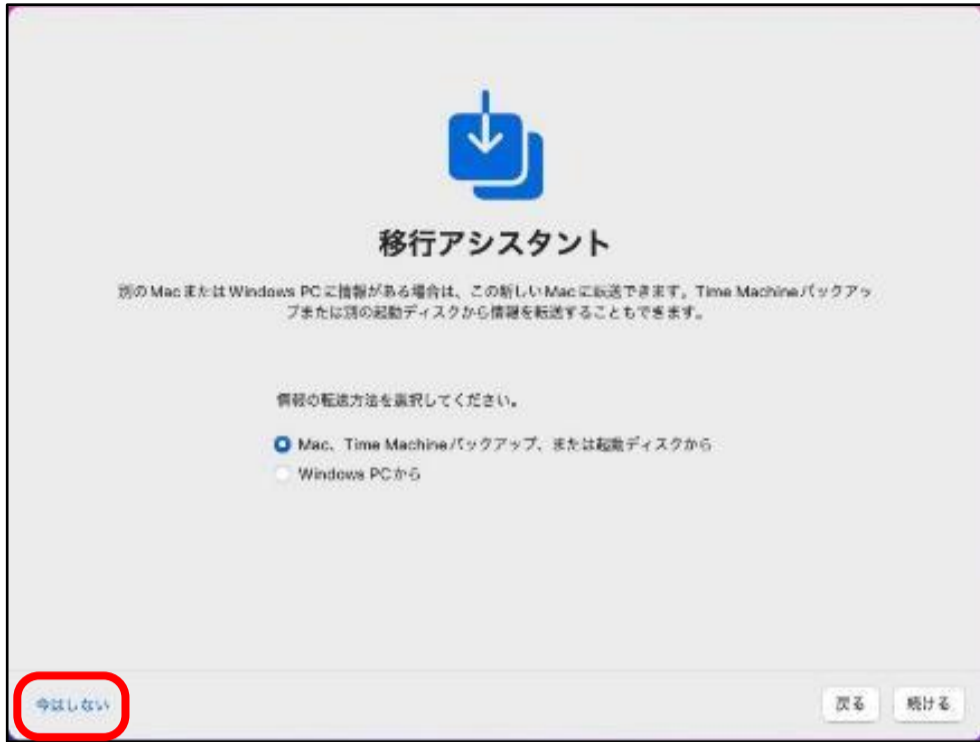 移行アシスタント
別のMacまたはWindows PCに情報がある場合は、この新しいMacに転送できます。Time Machineバックアッ
プまたは別の起動ディスクから情報を転送することもできます。
情報の転送方法を選択してください。
Mac、Time Machineバックアップ、または起動ディスクから
Windows PCから
今はしない
戻る
続ける